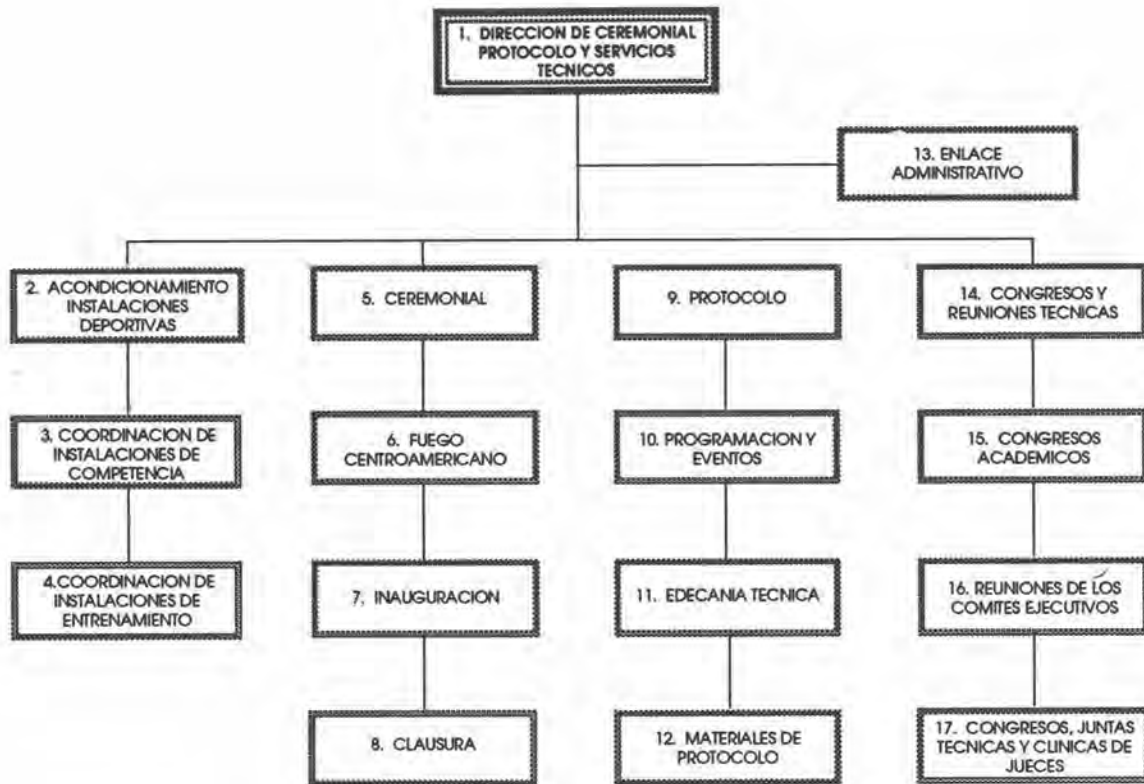 1. DIRECCION DE CEREMONIAL
PROTOCOLO Y SERVICIOS
TECNICOS
13. ENLACE
ADMINISTRATIVO
2. ACONDICIONAMIENTO
INSTALACIONES
DEPORTIVAS
5. CEREMONIAL
9. PROTOCOLO
14. CONGRESOS Y
REUNIONES TECNICAS
3. COORDINACION DE
INSTALACIONES DE
COMPETENCIA
6. FUEGO
CENTROAMERICANO
10. PROGRAMACION Y
EVENTOS
15. CONGRESOS
ACADEMICOS
4.COORDINACION DE
INSTALACIONES DE
ENTRENAMIENTO
7. INAUGURACION
11. EDECANIA TECNICA
16. REUNIONES DE LOS
COMITES EJECUTIVOS
8. CLAUSURA
12. MATERIALES DE
PROTOCOLO
17. CONGRESOS, JUNTAS
TECNICAS Y CLINICAS DE
JUECES